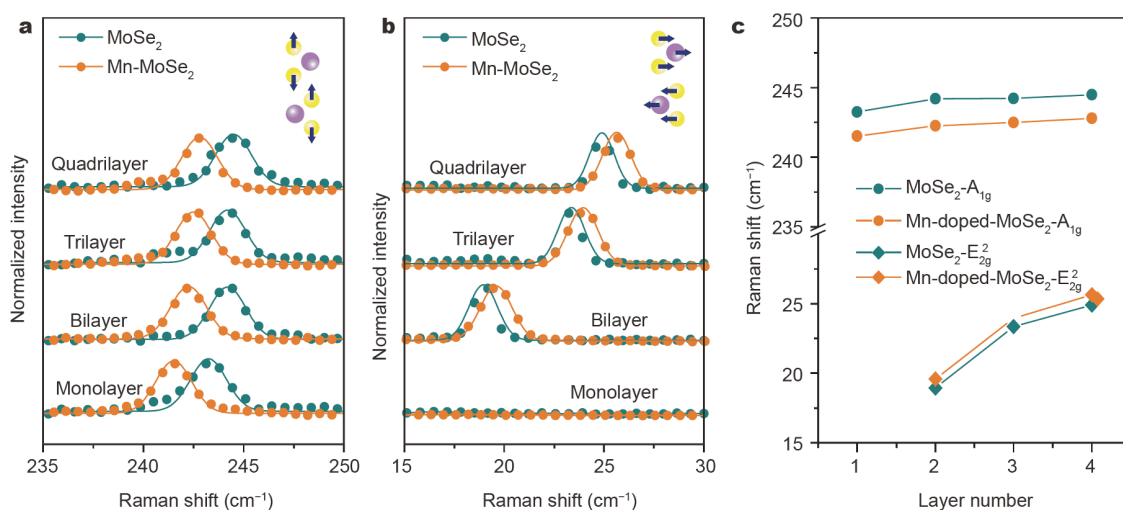 a
MoSe₂
Mn-MoSe₂
Quadrilayer
Trilayer
Bilayer
Monolayer
Normalized intensity
235 240 245 250
Raman shift (cm⁻¹)
b
MoSe₂
Mn-MoSe₂
Quadrilayer
Trilayer
Bilayer
Monolayer
Normalized intensity
15 20 25 30
Raman shift (cm⁻¹)
c
250
245
240
235
25
20
15
Raman shift (cm⁻¹)
MoSe₂-A₁g
Mn-doped-MoSe₂-A₁g
MoSe₂-E²₂g
Mn-doped-MoSe₂-E²₂g
1 2 3 4
Layer number